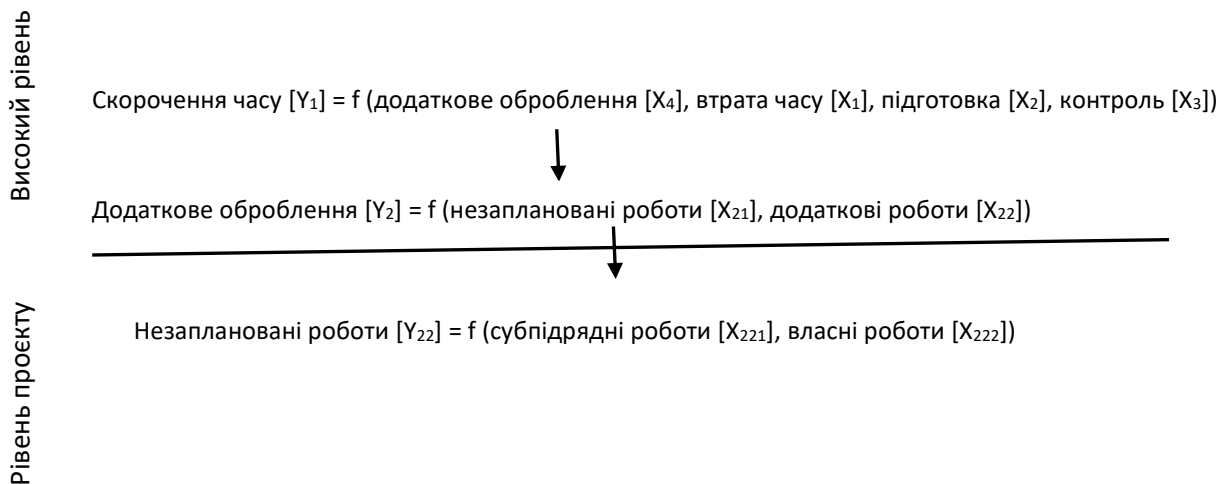 Високий рівень
Скорочення часу [Y₁] = f (додаткове оброблення [X₄], втрата часу [X₁], підготовка [X₂], контроль [X₃])
Додаткове оброблення [Y₂] = f (незаплановані роботи [X₂₁], додаткові роботи [X₂₂])
Рівень проєкту
Незаплановані роботи [Y₂₂] = f (субпідрядні роботи [X₂₂₁], власні роботи [X₂₂₂])